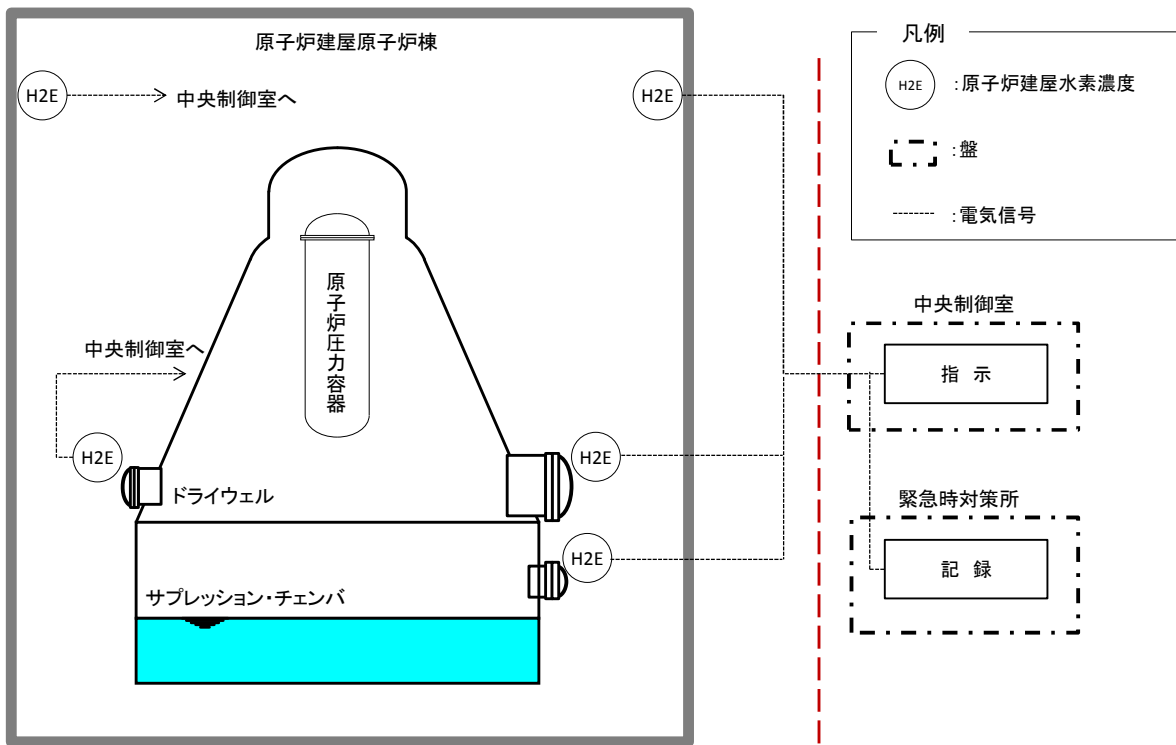 原子炉建屋原子炉棟
H2E
中央制御室へ
H2E
原子炉圧力容器
中央制御室へ
H2E
H2E
ドライウェル
H2E
サプレッション・チェンバ
凡例
H2E
:原子炉建屋水素濃度
:盤
:電気信号
中央制御室
指 示
緊急時対策所
記 録